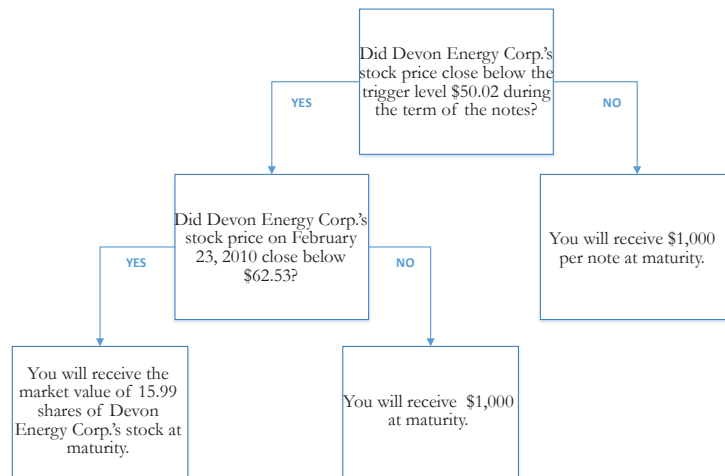 Did Devon Energy Corp.'s
stock price close below the
trigger level $50.02 during
the term of the notes?
YES
NO
Did Devon Energy Corp.'s
stock price on February
23, 2010 close below
$62.53?
You will receive $1,000
per note at maturity.
YES
NO
You will receive the
market value of 15.99
shares of Devon
Energy Corp.'s stock at
maturity.
You will receive $1,000
at maturity.